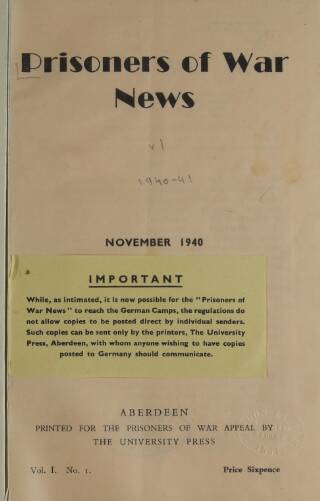 Prisoners of War
News
v1
1940-41
NOVEMBER 1940
IMPORTANT
While, as intimated, it is now possible for the "Prisoners of
War News" to reach the German Camps, the regulations do
not allow copies to be posted direct by individual senders.
Such copies can be sent only by the printers, The University
Press, Aberdeen, with whom anyone wishing to have copies
posted to Germany should communicate.
ABERDEEN
PRINTED FOR THE PRISONERS OF WAR APPEAL BY
THE UNIVERSITY PRESS
Vol. I. No. 1. Price Sixpence